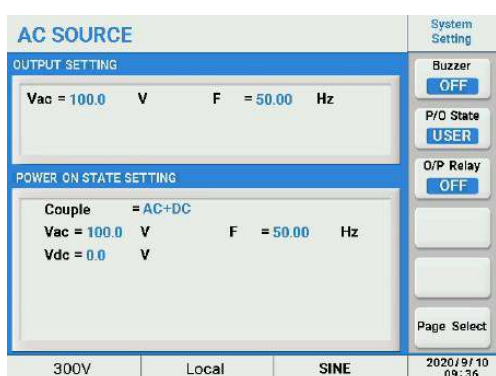 AC SOURCE
OUTPUT SETTING
Vac = 100.0 V F = 50.00 Hz
POWER ON STATE SETTING
Couple = AC+DC
Vac = 100.0 V F = 50.00 Hz
Vdc = 0.0 V
300V Local SINE
System
Setting
Buzzer
OFF
P/O State
USER
O/P Relay
OFF
Page Select
2020/9/10
09:36